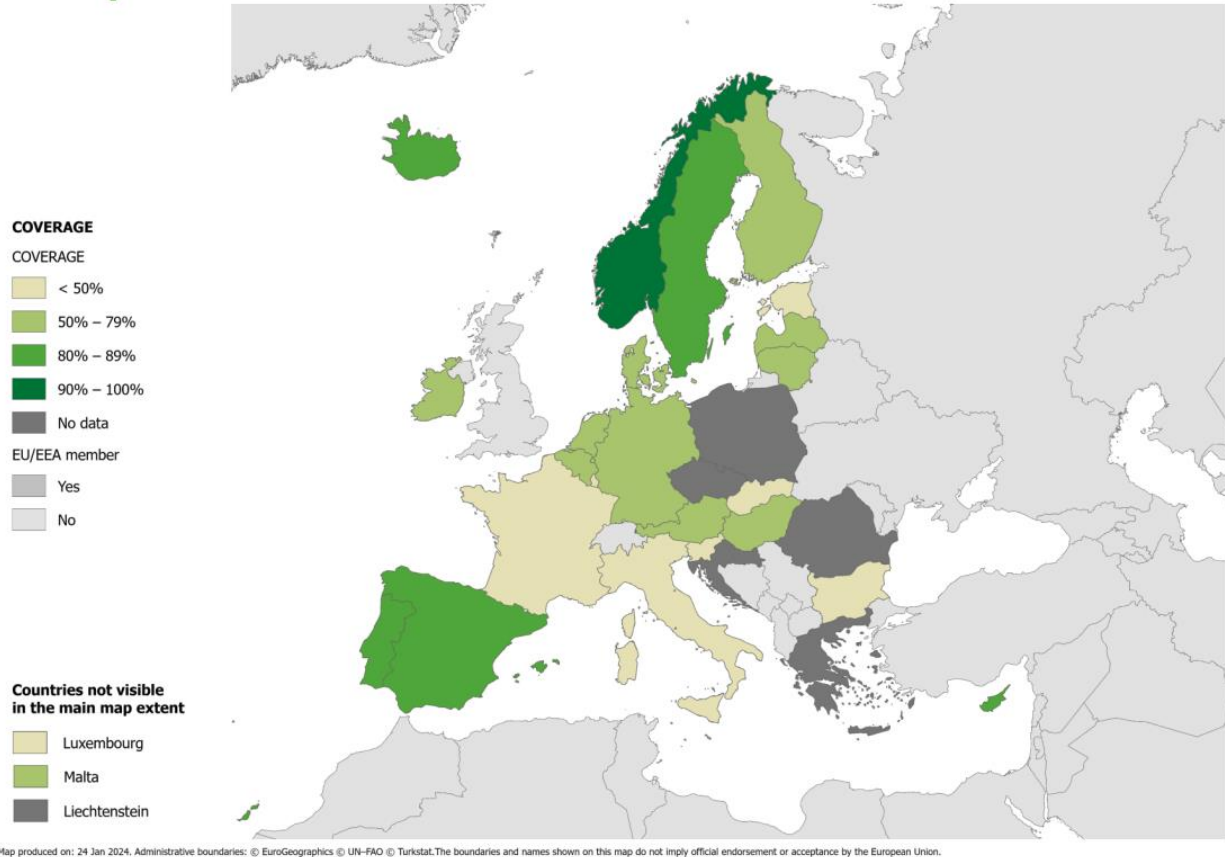 COVERAGE
COVERAGE
< 50%
50% – 79%
80% – 89%
90% – 100%
No data
EU/EEA member
Yes
No
Countries not visible
in the main map extent
Luxembourg
Malta
Liechtenstein
Map produced on: 24 Jan 2024. Administrative boundaries: © EuroGeographics © UN–FAO © Turkstat.The boundaries and names shown on this map do not imply official endorsement or acceptance by the European Union.